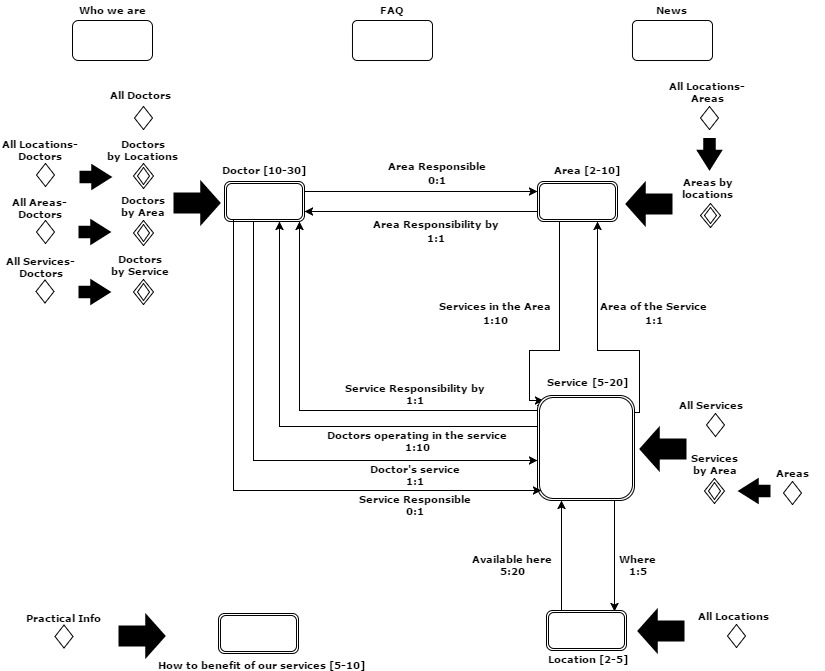 Who we are
FAQ
News
All Doctors
All Locations-
Areas
All Locations-
Doctors
Doctors
by Locations
Doctor [10-30]
Area Responsible
0:1
Area [2-10]
Areas by
locations
All Areas-
Doctors
Doctors
by Area
Area Responsibility by
1:1
All Services-
Doctors
Doctors
by Service
Services in the Area
1:10
Area of the Service
1:1
Service [5-20]
Service Responsibility by
1:1
All Services
Doctors operating in the service
1:10
Services
by Area
Areas
Doctor's service
1:1
Service Responsible
0:1
Available here
5:20
Where
1:5
Practical Info
All Locations
Location [2-5]
How to benefit of our services [5-10]